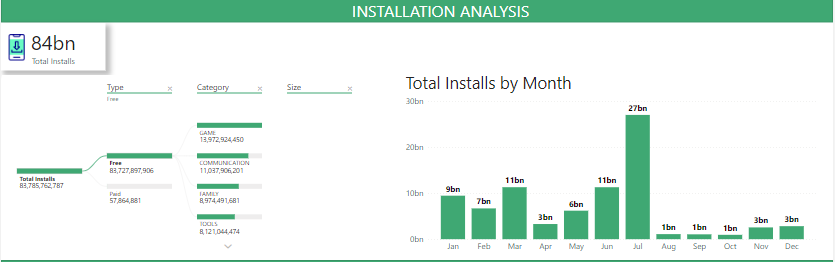 INSTALLATION ANALYSIS
84bn
Total Installs
Type
Category
Size
Free
Total Installs
83,785,762,787
Free
83,727,897,906
Paid
57,864,881
GAME
13,972,924,450
COMMUNICATION
11,037,906,201
FAMILY
8,974,491,681
TOOLS
8,121,044,474
Total Installs by Month
30bn
20bn
10bn
0bn
9bn
7bn
11bn
3bn
6bn
11bn
27bn
1bn
1bn
1bn
3bn
3bn
Jan Feb Mar Apr May Jun Jul Aug Sep Oct Nov Dec